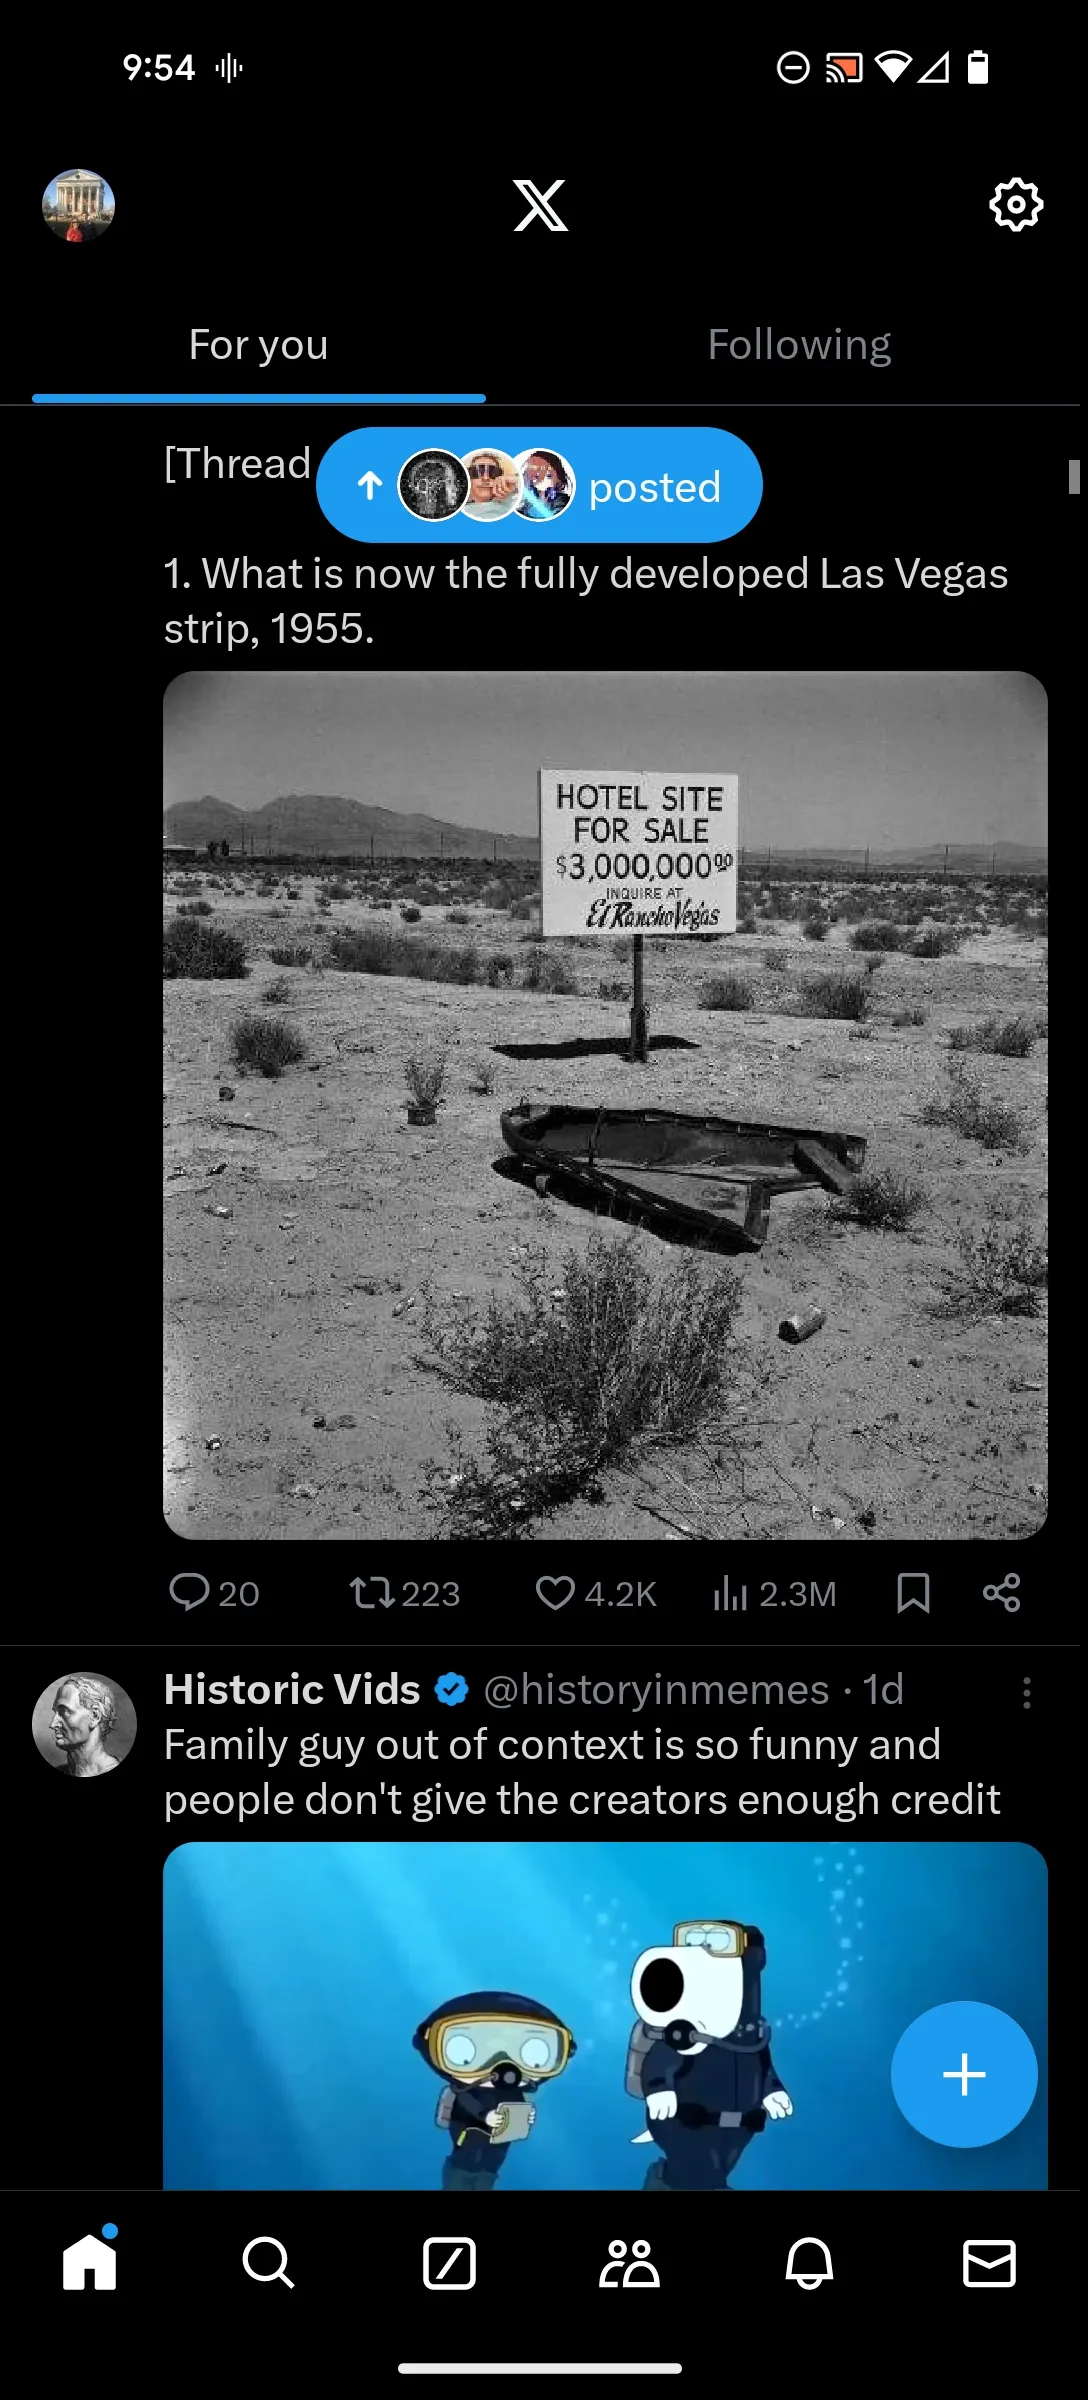 9:54
For you
Following
[Thread
posted
1. What is now the fully developed Las Vegas
strip, 1955.
HOTEL SITE
FOR SALE
$3,000,00000
INQUIRE AT
El Rancho Vegas
20
223
4.2K
2.3M
Historic Vids @historyinmemes · 1d
Family guy out of context is so funny and
people don't give the creators enough credit